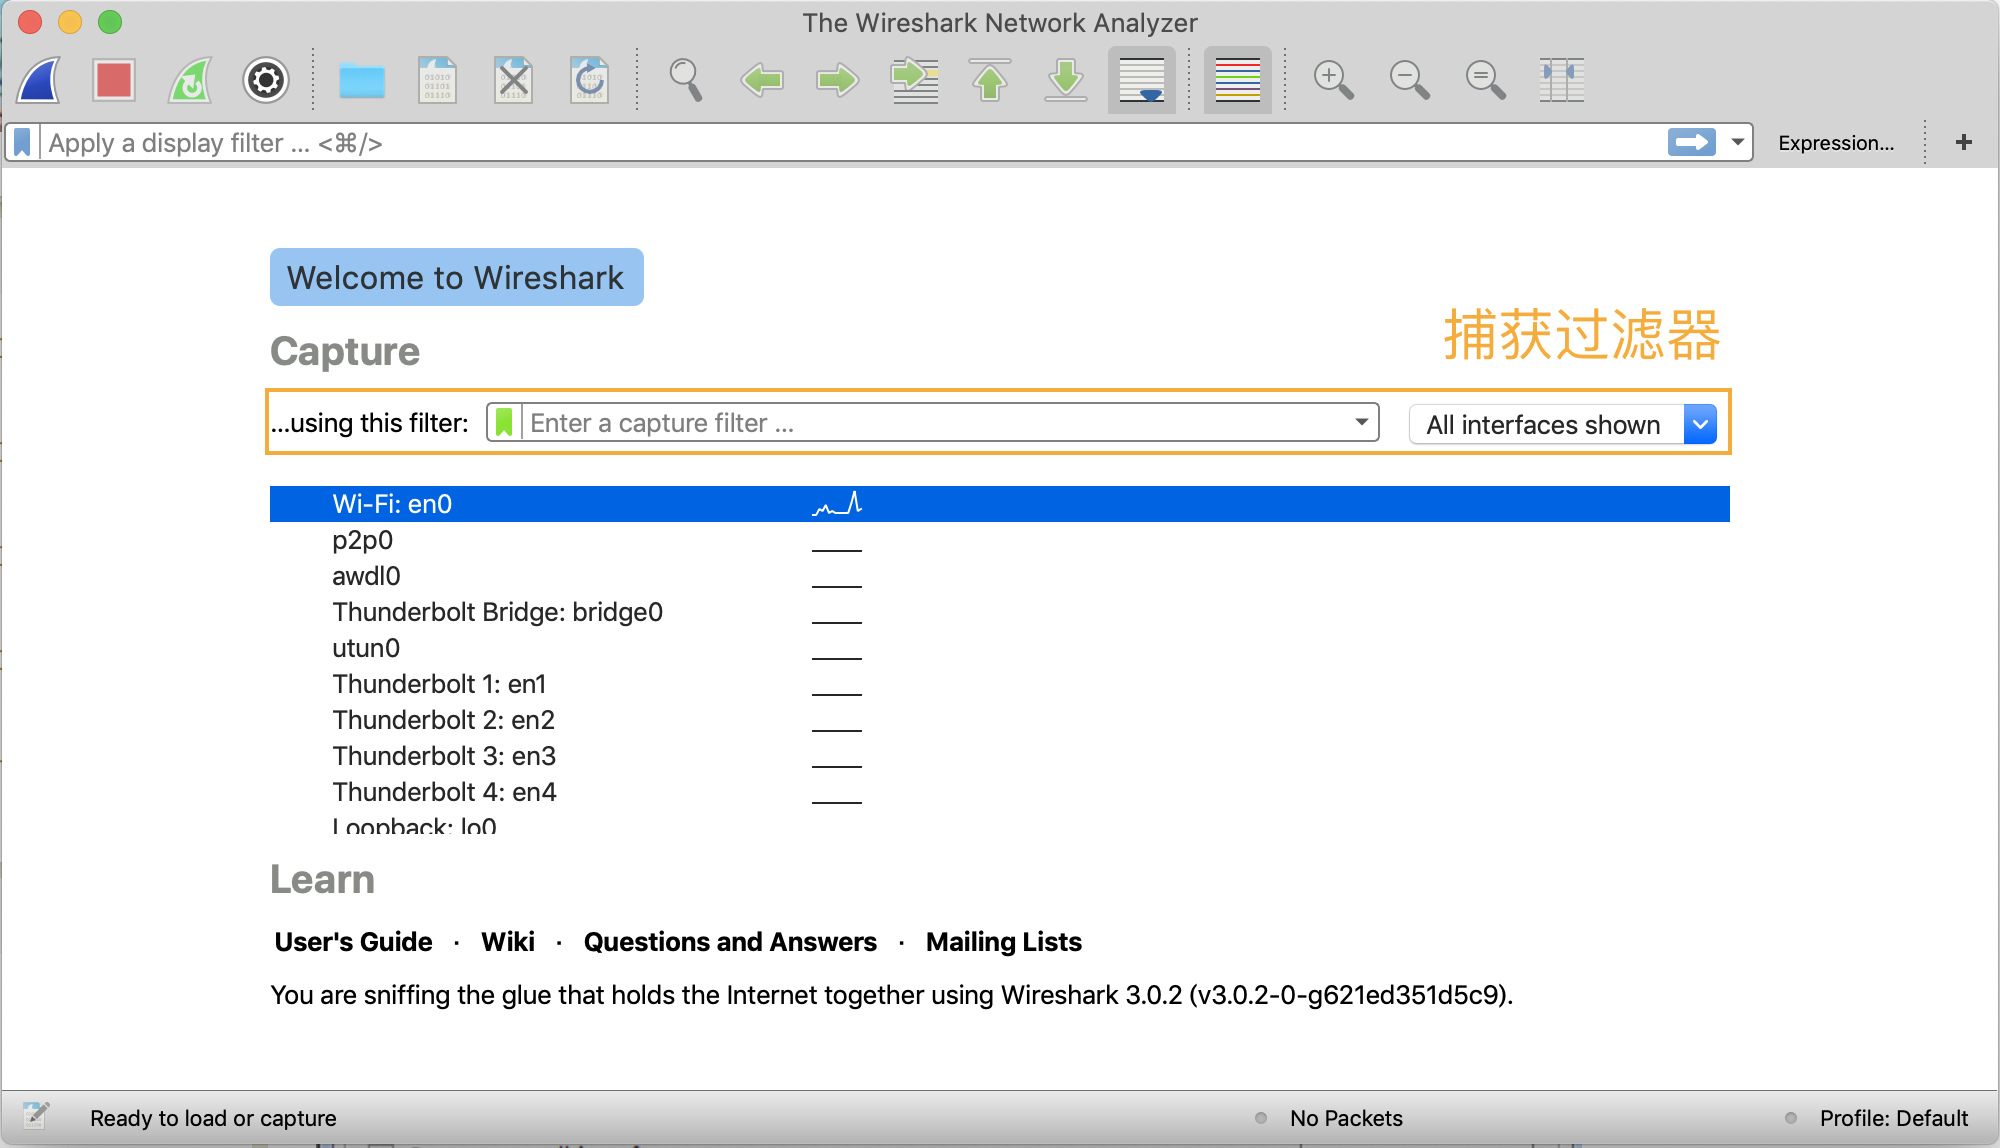 The Wireshark Network Analyzer
Apply a display filter ... <⌘/>
Expression...
+
Welcome to Wireshark
捕获过滤器
Capture
...using this filter:
Enter a capture filter ...
All interfaces shown
Wi-Fi: en0
p2p0
awdl0
Thunderbolt Bridge: bridge0
utun0
Thunderbolt 1: en1
Thunderbolt 2: en2
Thunderbolt 3: en3
Thunderbolt 4: en4
Loopback: lo0
Learn
User's Guide · Wiki · Questions and Answers · Mailing Lists
You are sniffing the glue that holds the Internet together using Wireshark 3.0.2 (v3.0.2-0-g621ed351d5c9).
Ready to load or capture
No Packets
Profile: Default